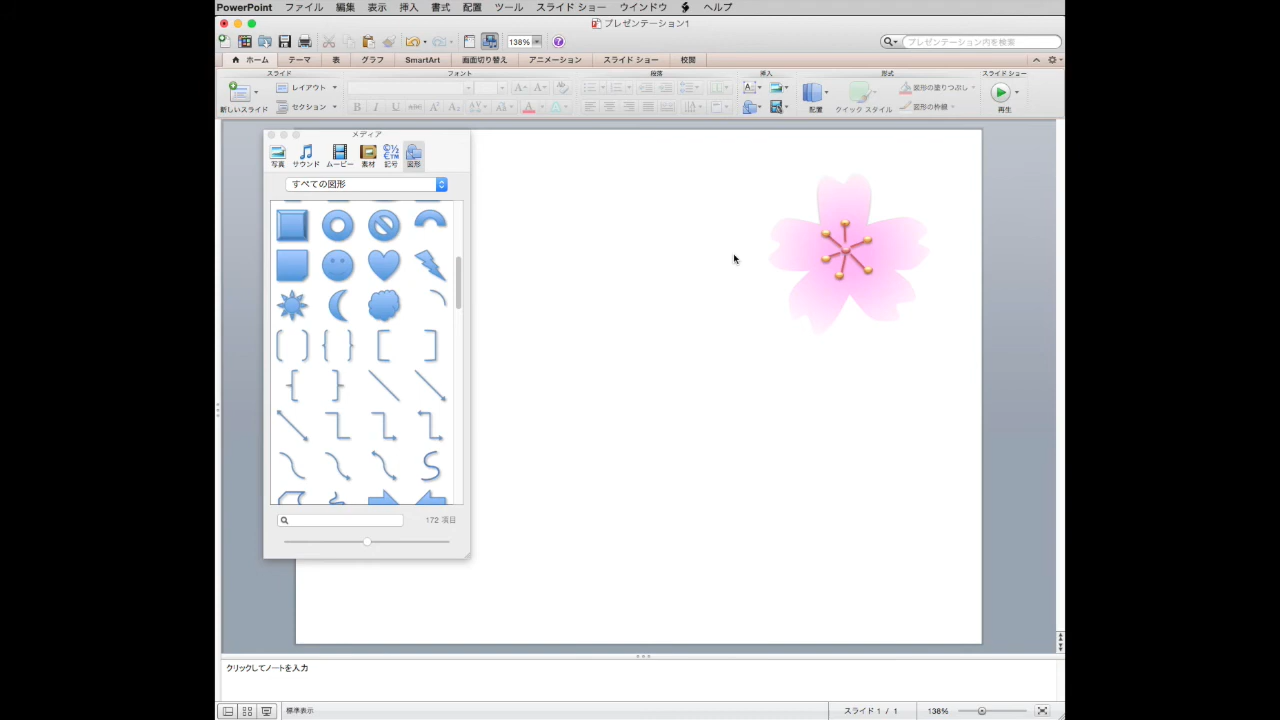 PowerPoint ファイル 編集 表示 挿入 書式 配置 ツール スライド ショー ウインドウ ヘルプ
プレゼンテーション1
138% プレゼンテーション内を検索
ホーム テーマ 表 グラフ SmartArt 画面切り替え アニメーション スライド ショー 校閲
スライド フォント 段落 挿入 形式 スライド ショー
新しいスライド レイアウト セクション
B I U
配置 クイック スタイル 図形の塗りつぶし 図形の枠線 再生
メディア
写真 サウンド ムービー 素材 記号 図形
すべての図形
172 項目
クリックしてノートを入力
標準表示 スライド 1 / 1 138%